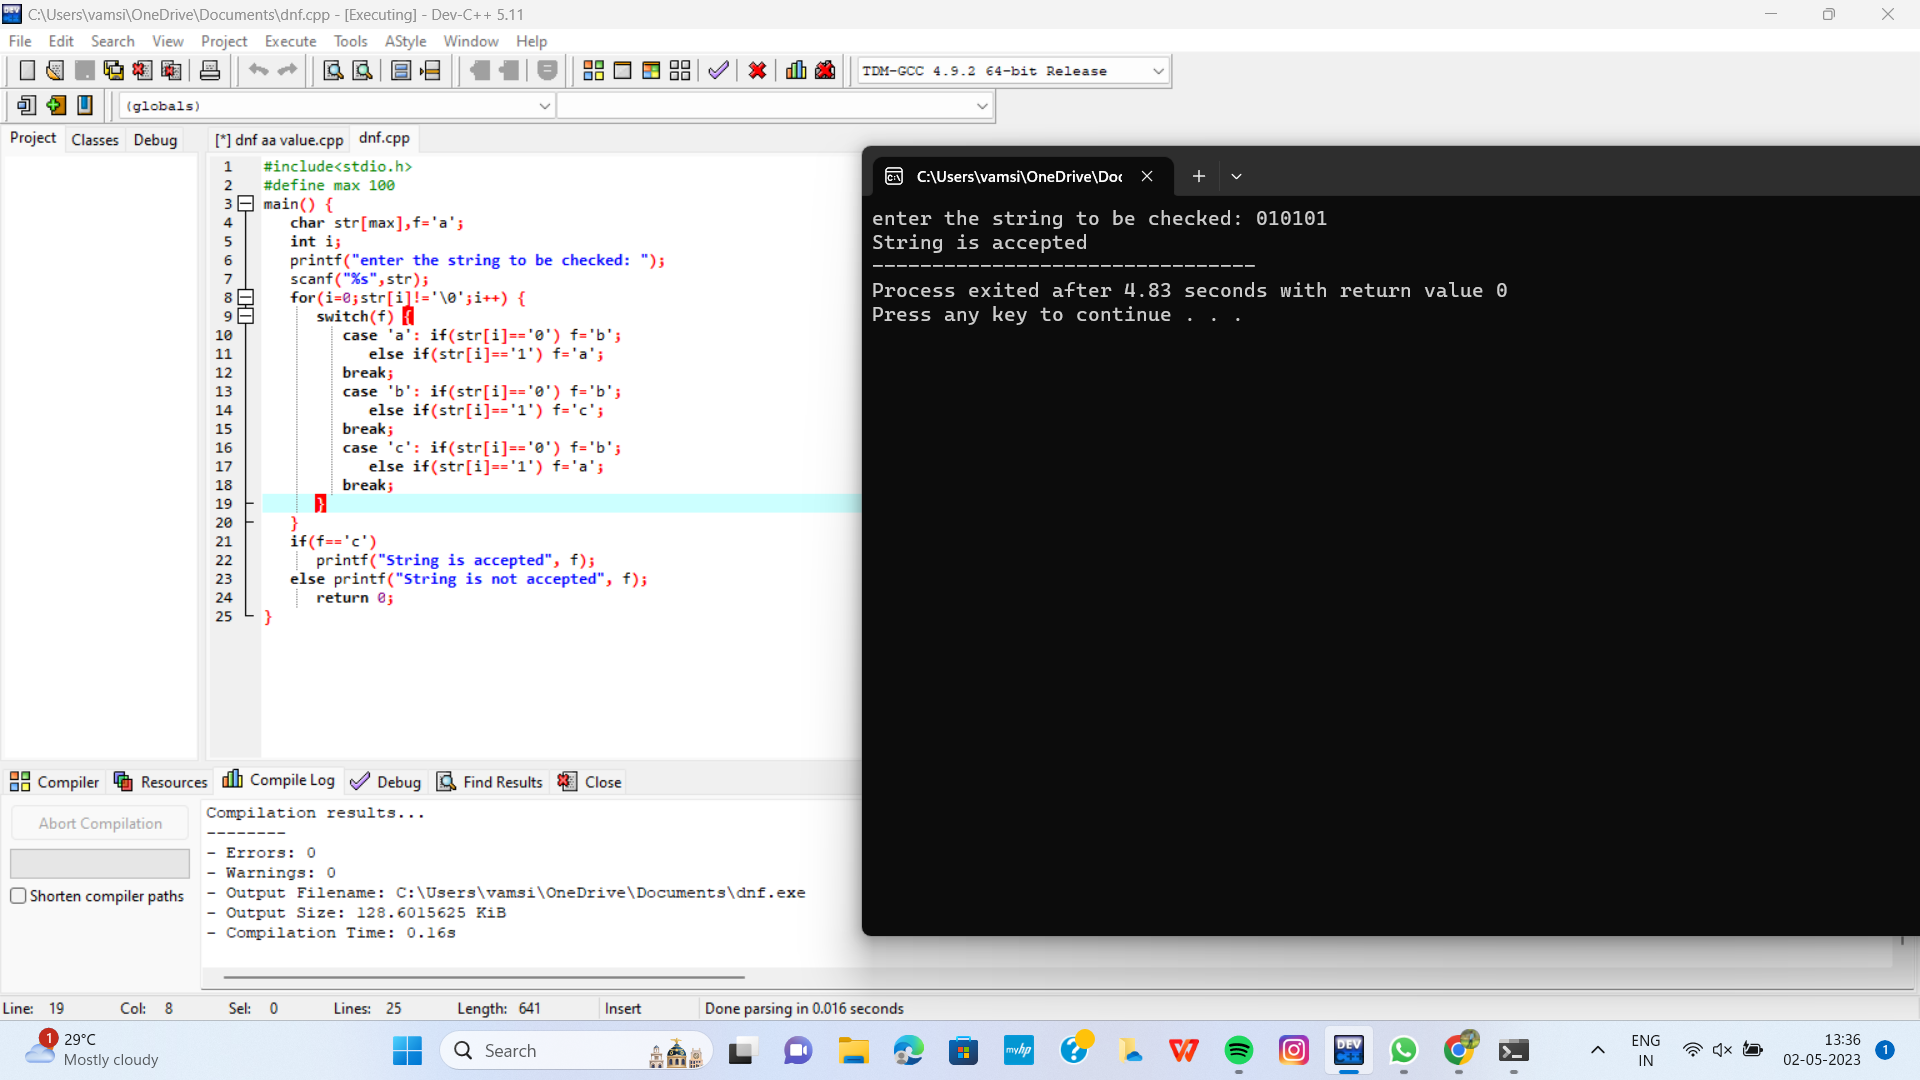 C:\Users\vamsi\OneDrive\Documents\dnf.cpp - [Executing] - Dev-C++ 5.11
File Edit Search View Project Execute Tools AStyle Window Help
TDM-GCC 4.9.2 64-bit Release
(globals)
Project Classes Debug
[*] dnf aa value.cpp dnf.cpp
1 #include<stdio.h>
2 #define max 100
3 main() {
4 char str[max],f='a';
5 int i;
6 printf("enter the string to be checked: ");
7 scanf("%s",str);
8 for(i=0;str[i]!='\0';i++) {
9 switch(f) {
10 case 'a': if(str[i]=='0') f='b';
11 else if(str[i]=='1') f='a';
12 break;
13 case 'b': if(str[i]=='0') f='b';
14 else if(str[i]=='1') f='c';
15 break;
16 case 'c': if(str[i]=='0') f='b';
17 else if(str[i]=='1') f='a';
18 break;
19 }
20 }
21 if(f=='c')
22 printf("String is accepted", f);
23 else printf("String is not accepted", f);
24 return 0;
25 }
C:\Users\vamsi\OneDrive\Doc
enter the string to be checked: 010101
String is accepted
--------------------------------
Process exited after 4.83 seconds with return value 0
Press any key to continue . . .
Compiler Resources Compile Log Debug Find Results Close
Abort Compilation
Shorten compiler paths
Compilation results...
--------
- Errors: 0
- Warnings: 0
- Output Filename: C:\Users\vamsi\OneDrive\Documents\dnf.exe
- Output Size: 128.6015625 KiB
- Compilation Time: 0.16s
Line: 19 Col: 8 Sel: 0 Lines: 25 Length: 641 Insert Done parsing in 0.016 seconds
1
29°C
Mostly cloudy
Search
myhp
DEV
C++
ENG
IN
13:36
02-05-2023
1